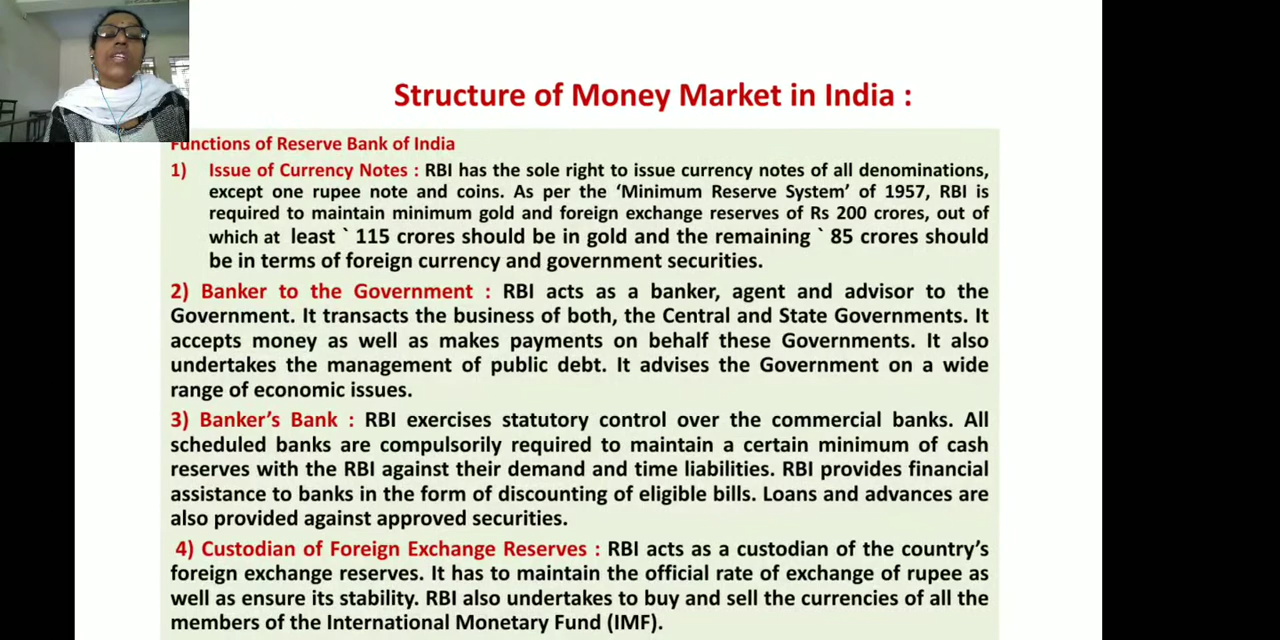 Structure of Money Market in India :
Functions of Reserve Bank of India
1) Issue of Currency Notes : RBI has the sole right to issue currency notes of all denominations,
except one rupee note and coins. As per the ‘Minimum Reserve System’ of 1957, RBI is
required to maintain minimum gold and foreign exchange reserves of Rs 200 crores, out of
which at least ` 115 crores should be in gold and the remaining ` 85 crores should
be in terms of foreign currency and government securities.
2) Banker to the Government : RBI acts as a banker, agent and advisor to the
Government. It transacts the business of both, the Central and State Governments. It
accepts money as well as makes payments on behalf these Governments. It also
undertakes the management of public debt. It advises the Government on a wide
range of economic issues.
3) Banker’s Bank : RBI exercises statutory control over the commercial banks. All
scheduled banks are compulsorily required to maintain a certain minimum of cash
reserves with the RBI against their demand and time liabilities. RBI provides financial
assistance to banks in the form of discounting of eligible bills. Loans and advances are
also provided against approved securities.
4) Custodian of Foreign Exchange Reserves : RBI acts as a custodian of the country’s
foreign exchange reserves. It has to maintain the official rate of exchange of rupee as
well as ensure its stability. RBI also undertakes to buy and sell the currencies of all the
members of the International Monetary Fund (IMF).